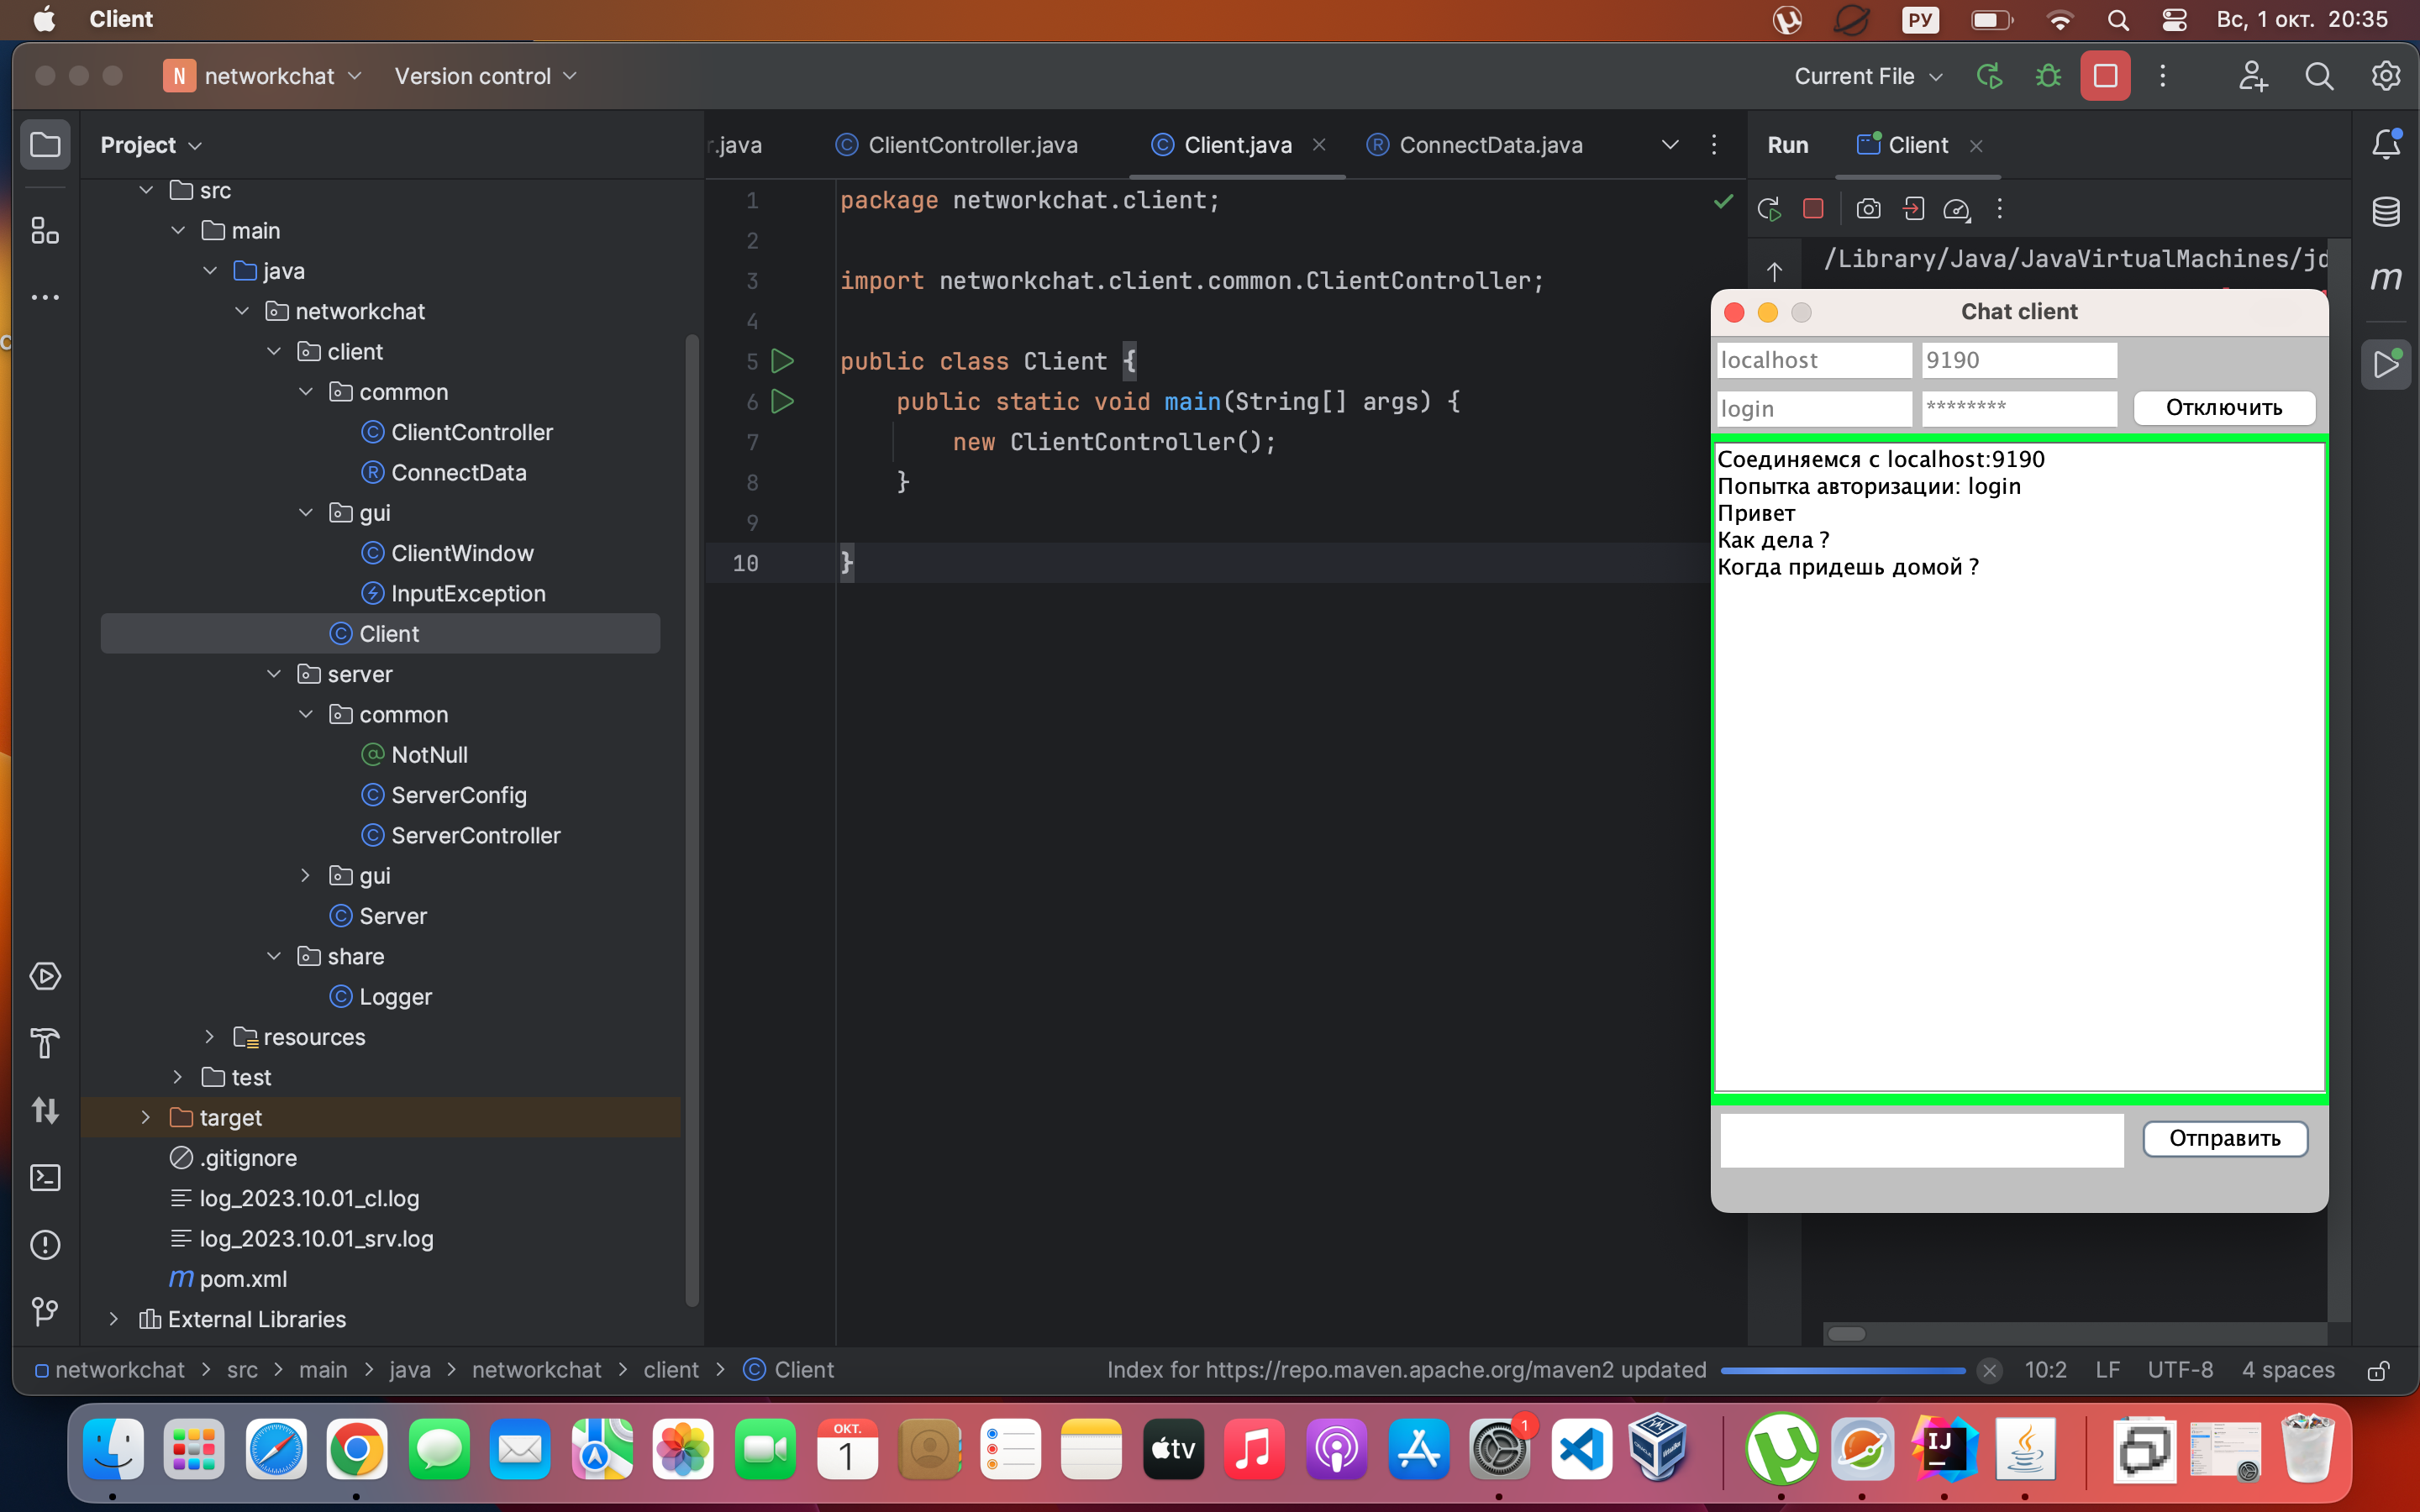 Client
РУ
Вс, 1 окт. 20:35
N networkchat
Version control
Current File
Project
src
main
java
networkchat
client
common
ClientController
ConnectData
gui
ClientWindow
InputException
Client
server
common
NotNull
ServerConfig
ServerController
gui
Server
share
Logger
resources
test
target
.gitignore
log_2023.10.01_cl.log
log_2023.10.01_srv.log
pom.xml
External Libraries
r.java
ClientController.java
Client.java
ConnectData.java
1 package networkchat.client;
2
3 import networkchat.client.common.ClientController;
4
5 public class Client {
6 public static void main(String[] args) {
7 new ClientController();
8 }
9
10 }
Run
Client
/Library/Java/JavaVirtualMachines/jd
Chat client
localhost 9190
login ******** Отключить
Соединяемся с localhost:9190
Попытка авторизации: login
Привет
Как дела ?
Когда придешь домой ?
Отправить
networkchat > src > main > java > networkchat > client > Client
Index for https://repo.maven.apache.org/maven2 updated
10:2 LF UTF-8 4 spaces
ОКТ.
1
tv
1
IJ